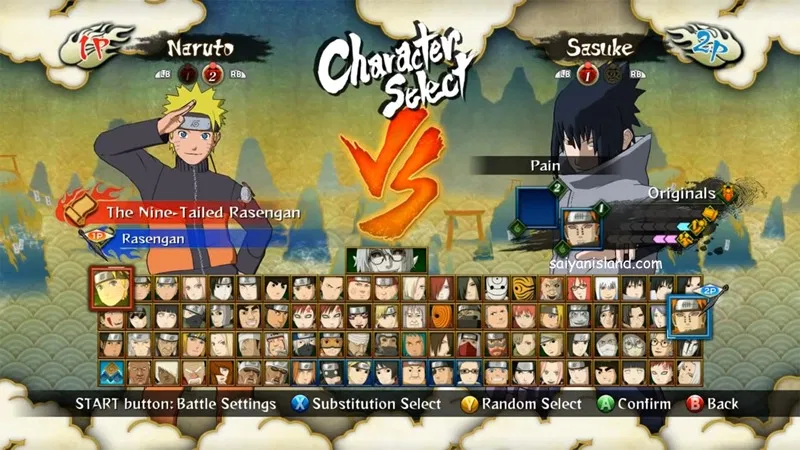 1P
Naruto
Character
Select
Sasuke
2P
LB 1 2 RB
LB 1 RB
VS
Pain
2
1
Originals
The Nine-Tailed Rasengan
1P Rasengan
saiyanisland.com
2P
START button: Battle Settings X Substitution Select Y Random Select A Confirm B Back